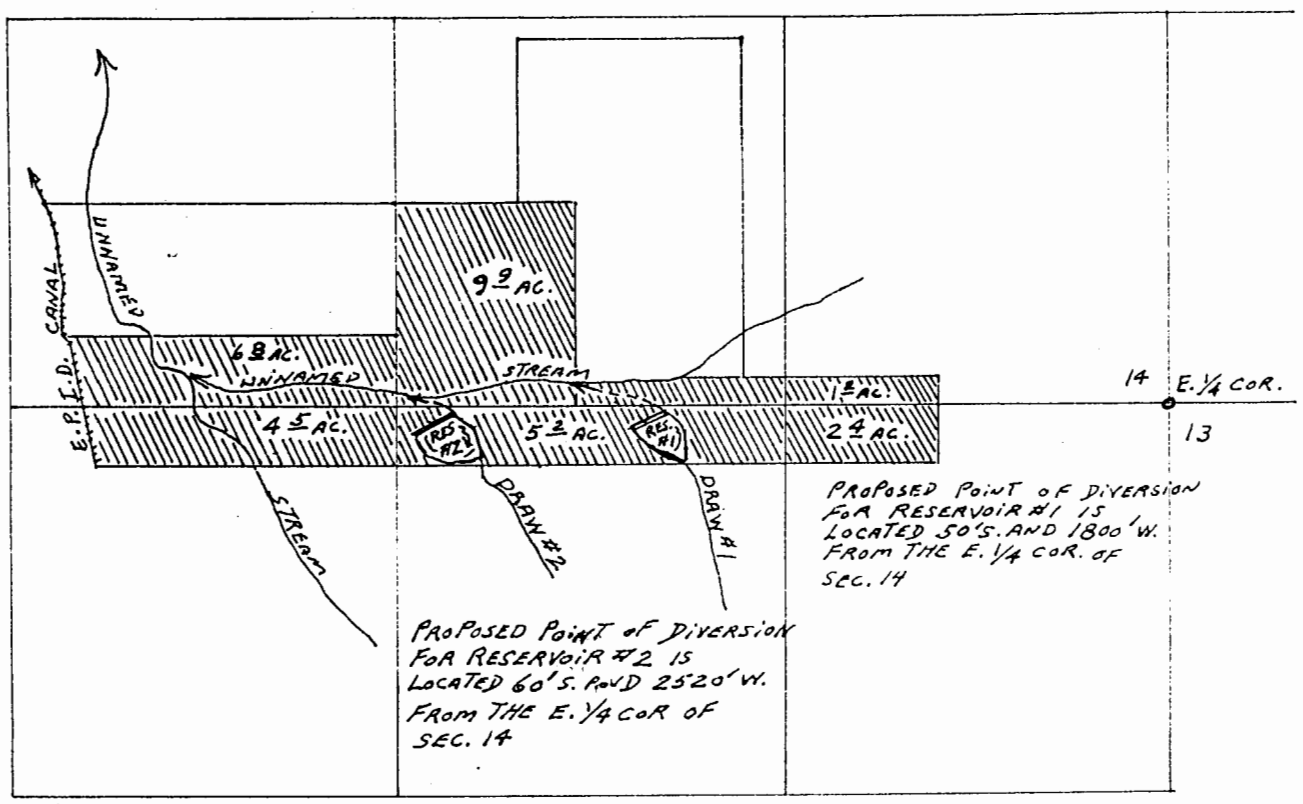 UNNAMED
CANAL
E.P.I.D.
9 9 AC.
6 8 AC.
UNNAMED
STREAM
14 E. 1/4 COR.
13
4 5 AC.
RES #2
5 2 AC.
RES. #1
1 2 AC.
2 4 AC.
STREAM
DRAW #2
DRAW #1
PROPOSED POINT OF DIVERSION
FOR RESERVOIR #1 IS
LOCATED 50'S. AND 1800'W.
FROM THE E. 1/4 COR. OF
SEC. 14
PROPOSED POINT OF DIVERSION
FOR RESERVOIR #2 IS
LOCATED 60'S. AND 2520'W.
FROM THE E. 1/4 COR OF
SEC. 14